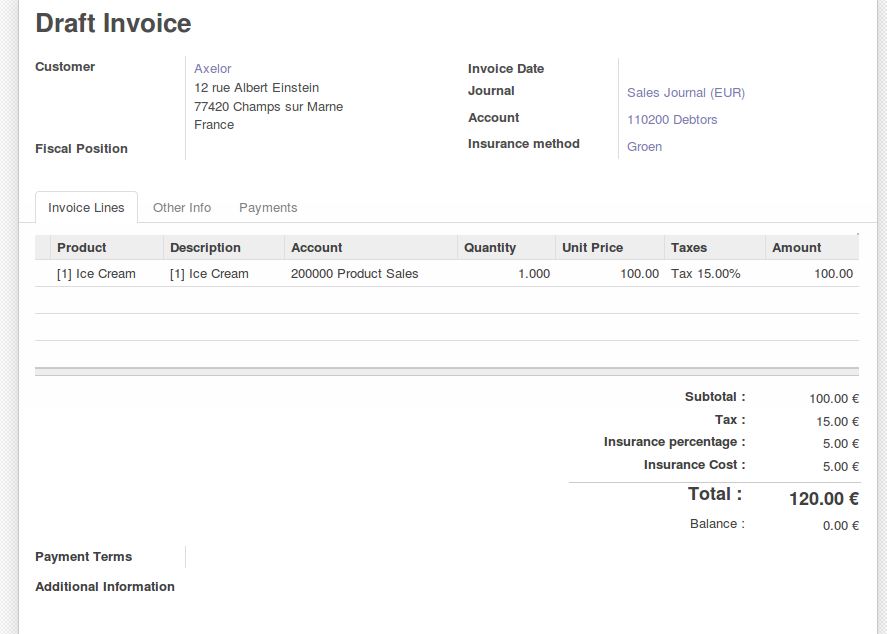 Draft Invoice
Customer
Axelor
12 rue Albert Einstein
77420 Champs sur Marne
France
Fiscal Position
Invoice Date
Journal Sales Journal (EUR)
Account 110200 Debtors
Insurance method Groen
Invoice Lines Other Info Payments
Product Description Account Quantity Unit Price Taxes Amount
[1] Ice Cream [1] Ice Cream 200000 Product Sales 1.000 100.00 Tax 15.00% 100.00
Subtotal : 100.00 €
Tax : 15.00 €
Insurance percentage : 5.00 €
Insurance Cost : 5.00 €
Total : 120.00 €
Balance : 0.00 €
Payment Terms
Additional Information